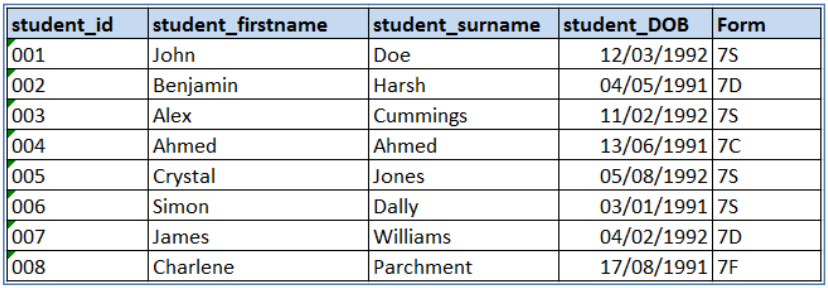 student_id student_firstname student_surname student_DOB Form
001 John Doe 12/03/1992 7S
002 Benjamin Harsh 04/05/1991 7D
003 Alex Cummings 11/02/1992 7S
004 Ahmed Ahmed 13/06/1991 7C
005 Crystal Jones 05/08/1992 7S
006 Simon Dally 03/01/1991 7S
007 James Williams 04/02/1992 7D
008 Charlene Parchment 17/08/1991 7F